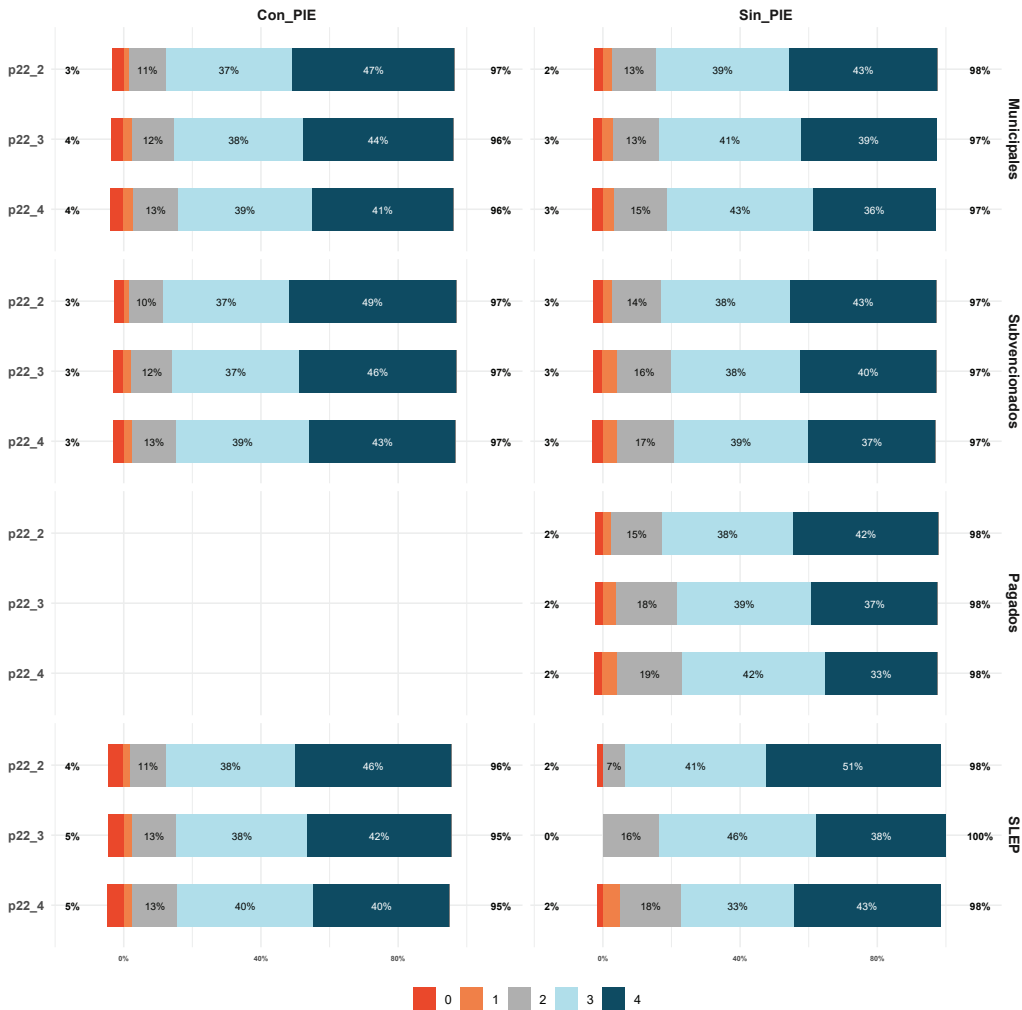 Con_PIE Sin_PIE
p22_2 3% 11% 37% 47% 97% 2% 13% 39% 43% 98%
p22_3 4% 12% 38% 44% 96% 3% 13% 41% 39% 97%
p22_4 4% 13% 39% 41% 96% 3% 15% 43% 36% 97%
Municipales
p22_2 3% 10% 37% 49% 97% 3% 14% 38% 43% 97%
p22_3 3% 12% 37% 46% 97% 3% 16% 38% 40% 97%
p22_4 3% 13% 39% 43% 97% 3% 17% 39% 37% 97%
Subvencionados
p22_2 2% 15% 38% 42% 98%
p22_3 2% 18% 39% 37% 98%
p22_4 2% 19% 42% 33% 98%
Pagados
p22_2 4% 11% 38% 46% 96% 2% 7% 41% 51% 98%
p22_3 5% 13% 38% 42% 95% 0% 16% 46% 38% 100%
p22_4 5% 13% 40% 40% 95% 2% 18% 33% 43% 98%
SLEP
0% 40% 80% 0% 40% 80%
0 1 2 3 4